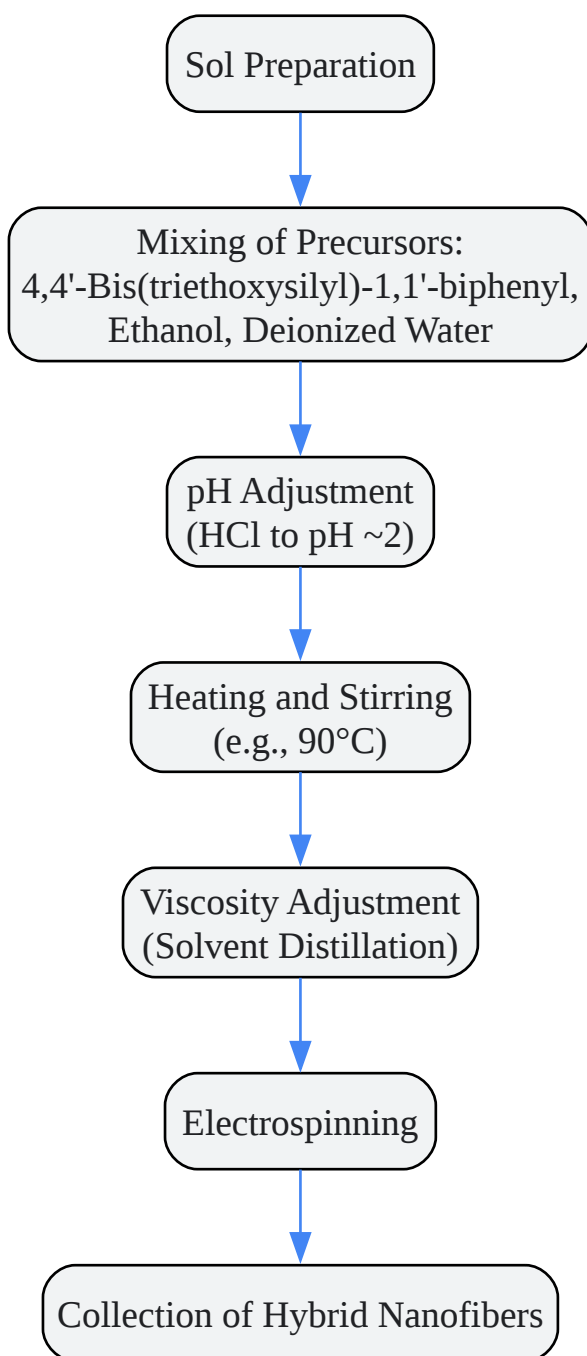 Sol Preparation
Mixing of Precursors:
4,4'-Bis(triethoxysilyl)-1,1'-biphenyl,
Ethanol, Deionized Water
pH Adjustment
(HCl to pH ~2)
Heating and Stirring
(e.g., 90°C)
Viscosity Adjustment
(Solvent Distillation)
Electrospinning
Collection of Hybrid Nanofibers